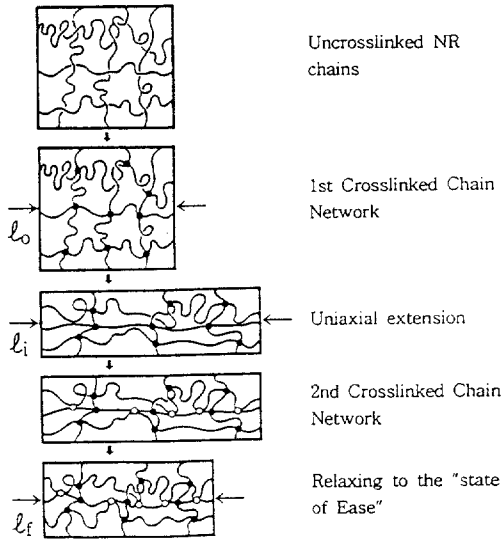 Uncrosslinked NR
chains
1st Crosslinked Chain
Network
ℓo
Uniaxial extension
ℓi
2nd Crosslinked Chain
Network
Relaxing to the "state
of Ease"
ℓf